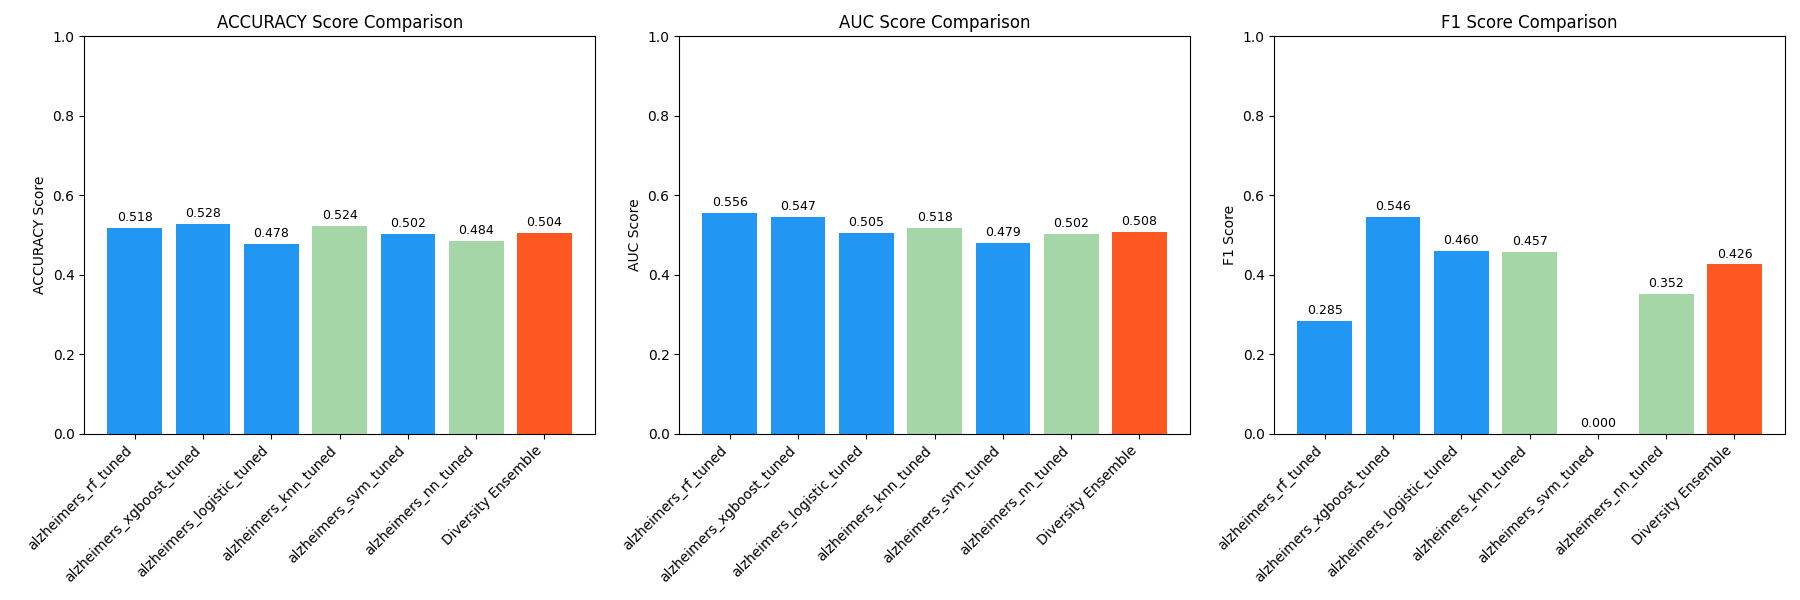 ACCURACY Score Comparison
ACCURACY Score
1.0
0.8
0.6
0.4
0.2
0.0
0.518
0.528
0.478
0.524
0.502
0.484
0.504
alzheimers_rf_tuned
alzheimers_xgboost_tuned
alzheimers_logistic_tuned
alzheimers_knn_tuned
alzheimers_svm_tuned
alzheimers_nn_tuned
Diversity Ensemble
AUC Score Comparison
AUC Score
1.0
0.8
0.6
0.4
0.2
0.0
0.556
0.547
0.505
0.518
0.479
0.502
0.508
alzheimers_rf_tuned
alzheimers_xgboost_tuned
alzheimers_logistic_tuned
alzheimers_knn_tuned
alzheimers_svm_tuned
alzheimers_nn_tuned
Diversity Ensemble
F1 Score Comparison
F1 Score
1.0
0.8
0.6
0.4
0.2
0.0
0.285
0.546
0.460
0.457
0.000
0.352
0.426
alzheimers_rf_tuned
alzheimers_xgboost_tuned
alzheimers_logistic_tuned
alzheimers_knn_tuned
alzheimers_svm_tuned
alzheimers_nn_tuned
Diversity Ensemble